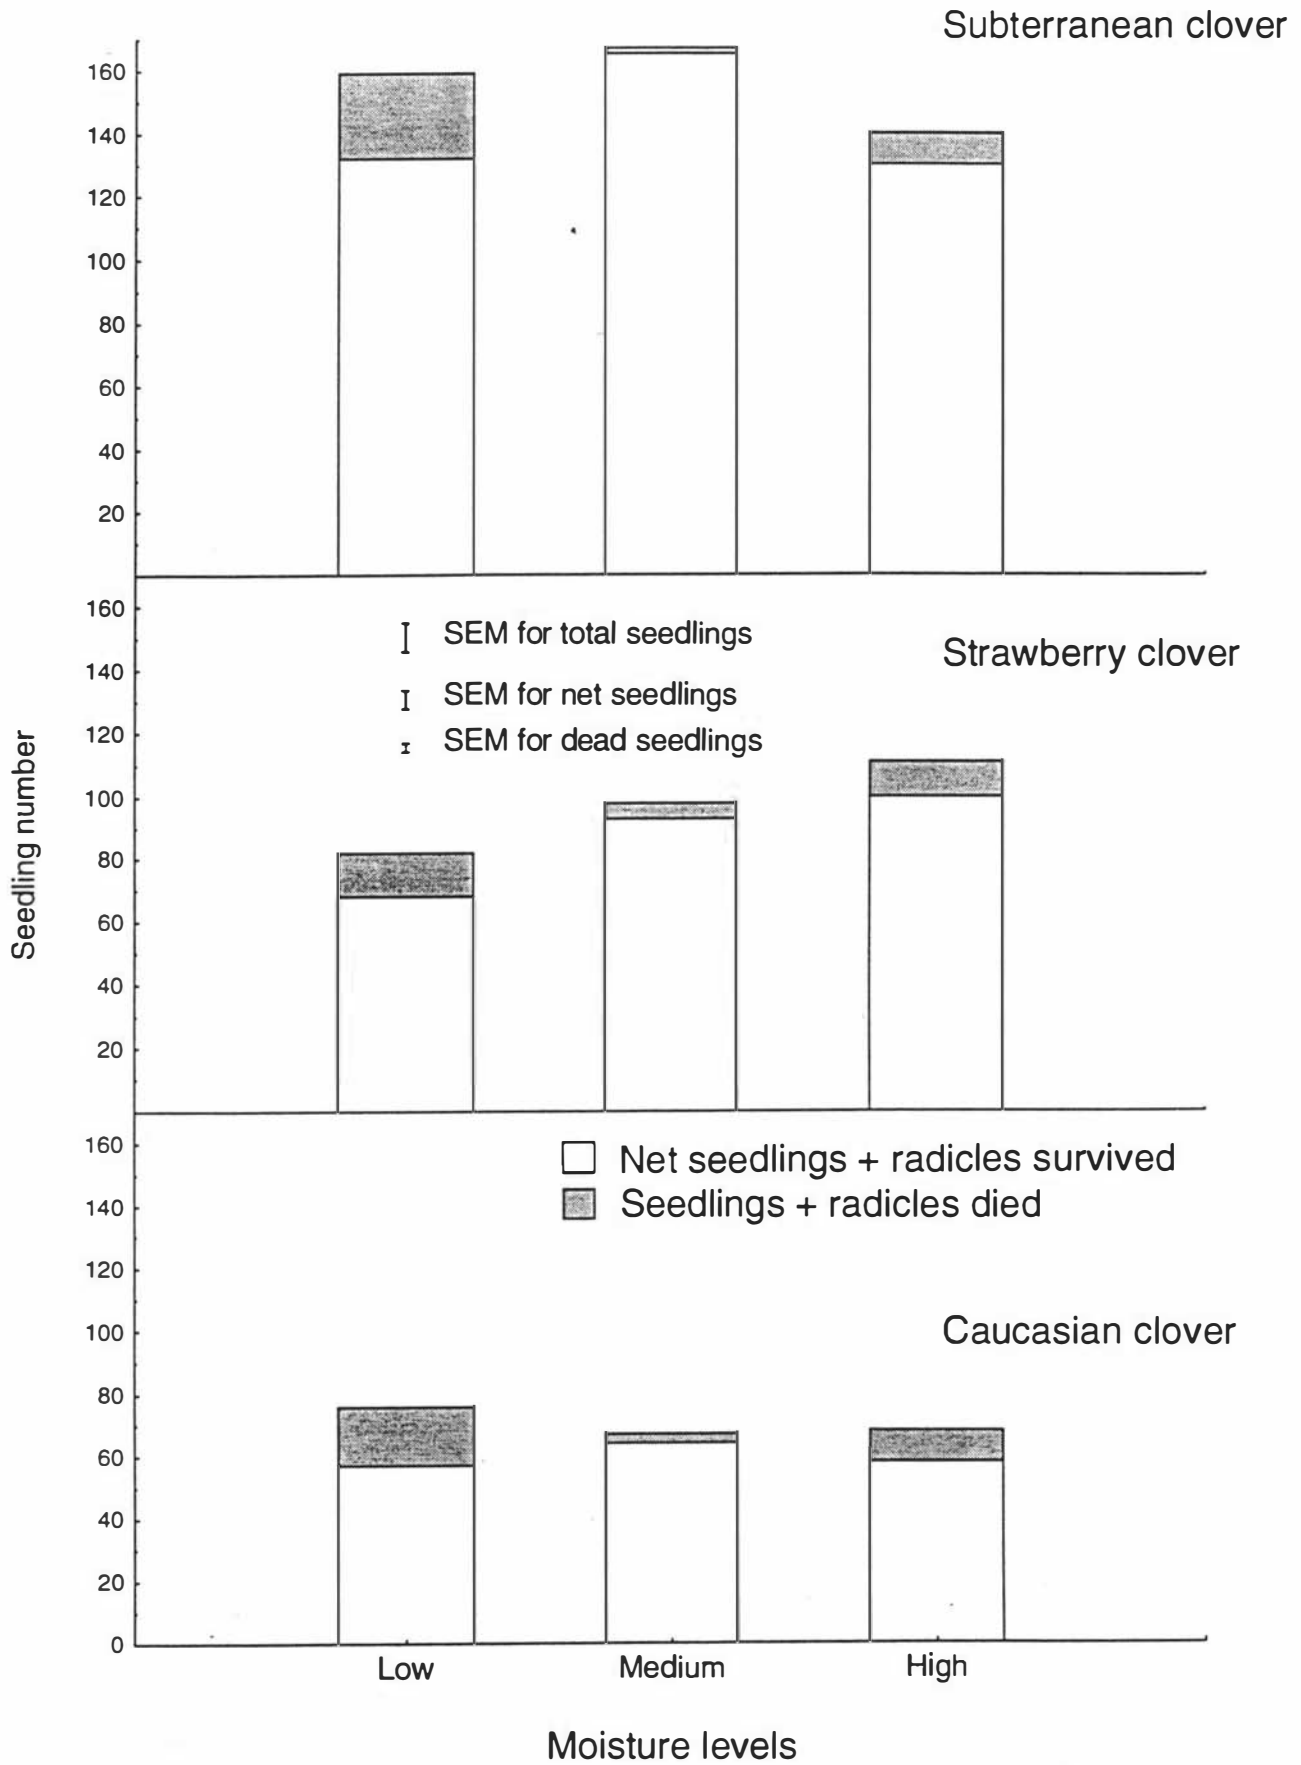 Subterranean clover
160
140
120
100
80
60
40
20
160
140
120
100
80
60
40
20
SEM for total seedlings
SEM for net seedlings
SEM for dead seedlings
Strawberry clover
Seedling number
160
140
120
100
80
60
40
20
0
Net seedlings + radicles survived
Seedlings + radicles died
Caucasian clover
Low Medium High
Moisture levels